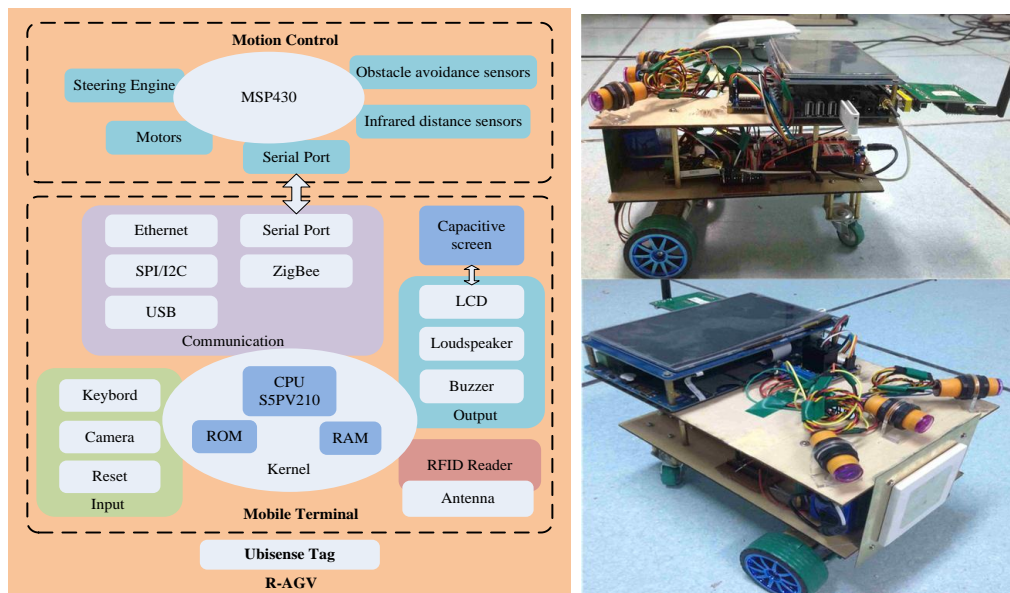 Motion Control
Steering Engine
MSP430
Obstacle avoidance sensors
Motors
Infrared distance sensors
Serial Port
Ethernet
Serial Port
SPI/I2C
ZigBee
USB
Communication
Capacitive
screen
LCD
Loudspeaker
Buzzer
Output
Keybord
Camera
Reset
Input
CPU
S5PV210
ROM
RAM
Kernel
RFID Reader
Antenna
Mobile Terminal
Ubisense Tag
R-AGV